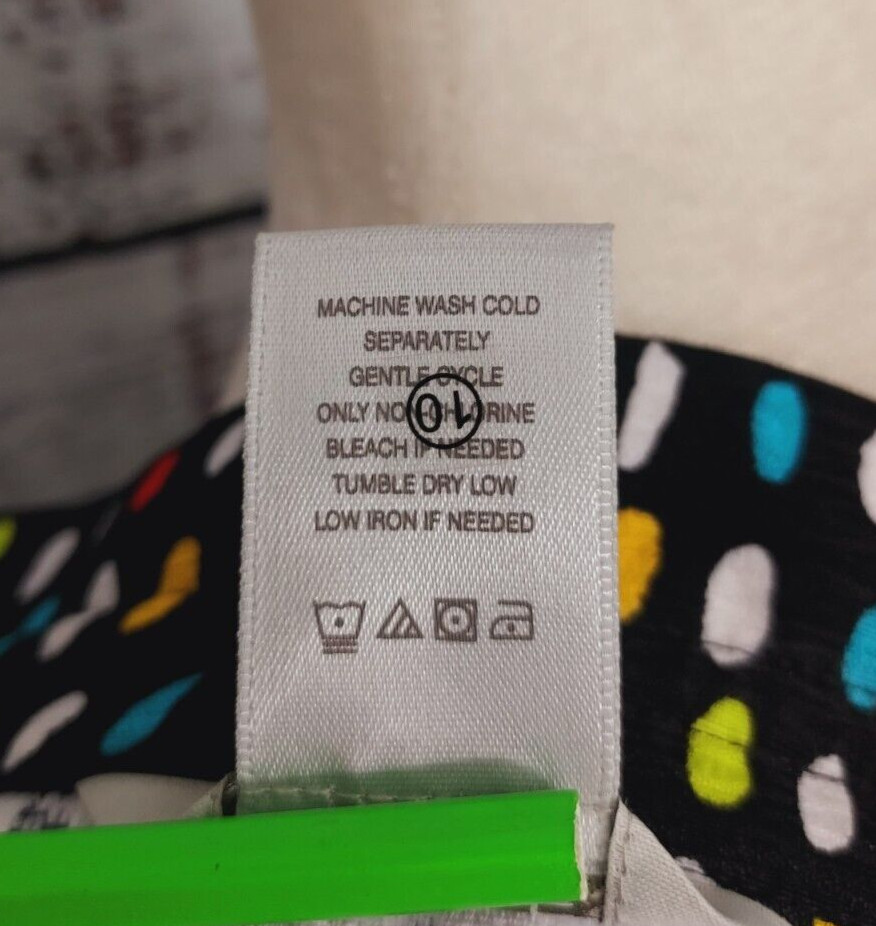 MACHINE WASH COLD
SEPARATELY
GENTLE CYCLE
ONLY NON-CHLORINE
BLEACH IF NEEDED
TUMBLE DRY LOW
LOW IRON IF NEEDED
10